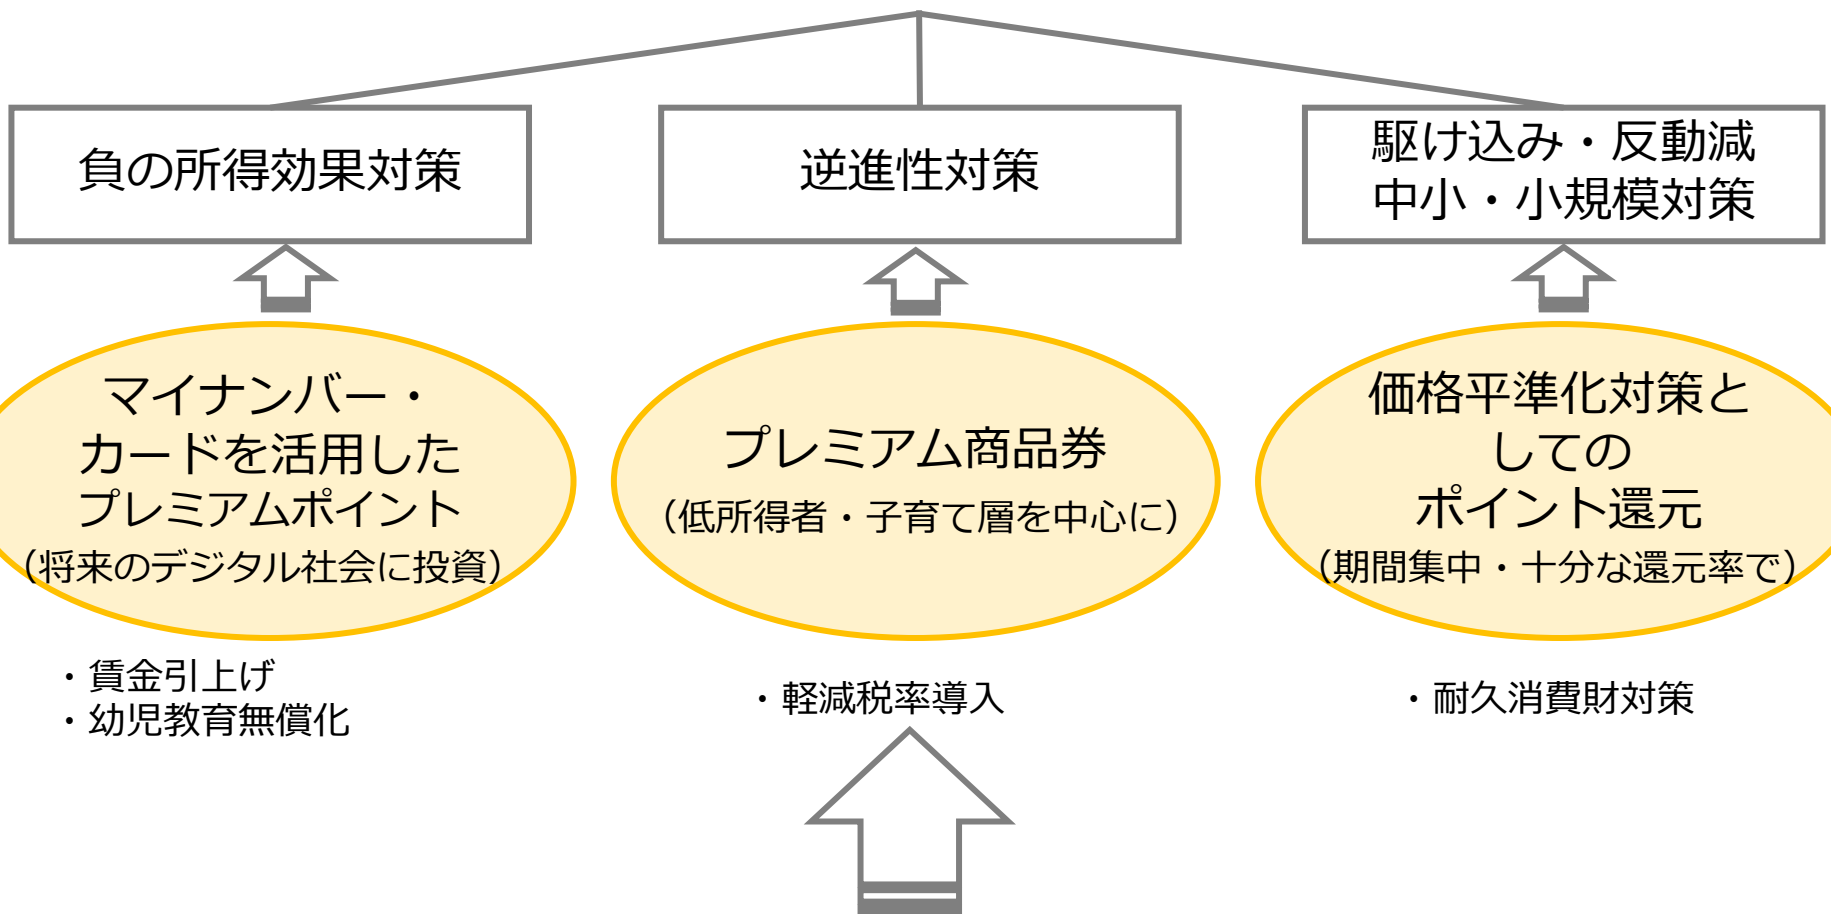 負の所得効果対策
逆進性対策
駆け込み・反動減
中小・小規模対策
マイナンバー・
カードを活用した
プレミアムポイント
（将来のデジタル社会に投資）
プレミアム商品券
（低所得者・子育て層を中心に）
価格平準化対策と
しての
ポイント還元
（期間集中・十分な還元率で）
・賃金引上げ
・幼児教育無償化
・軽減税率導入
・耐久消費財対策